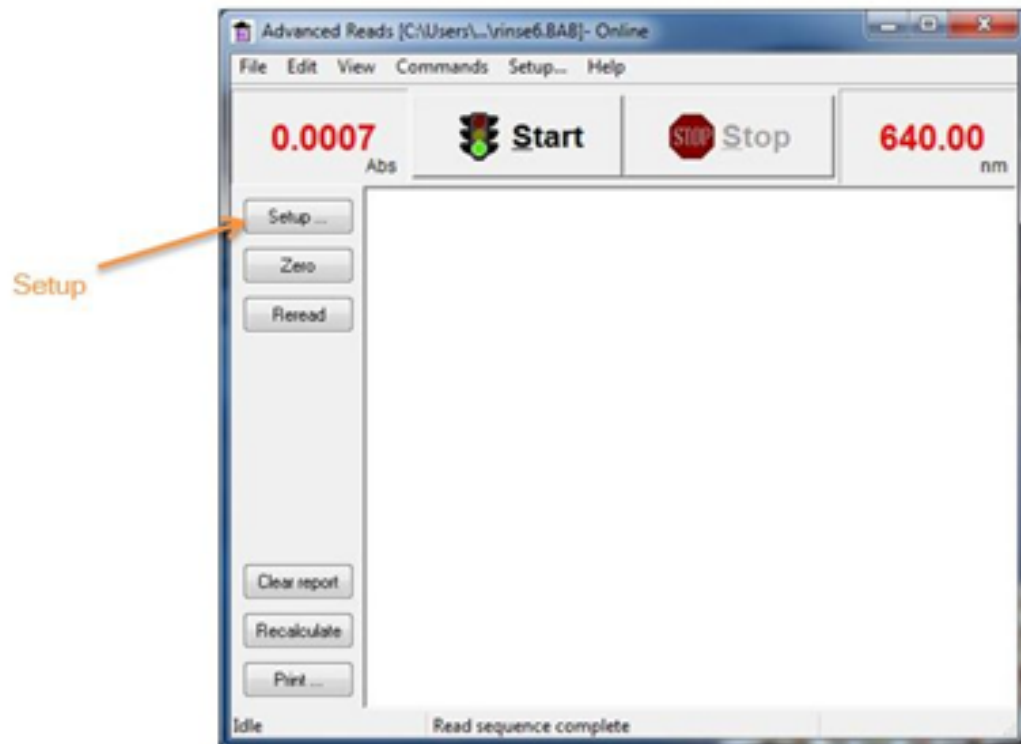 Advanced Reads [C:\Users\...\rinse6.BAB]- Online
File Edit View Commands Setup... Help
0.0007
Abs
Start
STOP Stop
640.00
nm
Setup ...
Setup
Zero
Reread
Clear report
Recalculate
Print ...
Idle
Read sequence complete